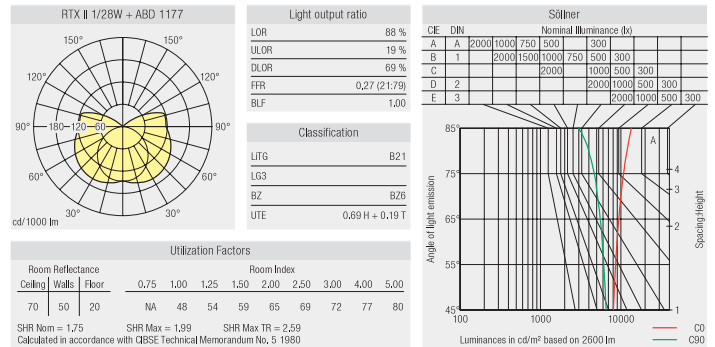 RTX II 1/28W + ABD 1177
150° 150°
120° 120°
90° 180 120 60 90°
60° 60°
30° 30°
cd/1000 lm
Light output ratio
LOR 88 %
ULOR 19 %
DLOR 69 %
FFR 0.27 (21:79)
BLF 1.00
Classification
LiTG B21
LG3
BZ BZ6
UTE 0.69 H + 0.19 T
Söllner
CIE DIN Nominal Illuminance (lx)
A A 2000 1000 750 500 300
B 1 2000 1500 1000 750 500 300
C 2000 1000 500 300
D 2 2000 1000 500 300
E 3 2000 1000 500 300
85°
75°
65°
55°
45°
Angle of light emission
A
4
3
2
1
Spacing:Height
100 1000 10000
Luminances in cd/m² based on 2600 lm
C0
C90
Utilization Factors
Room Reflectance Room Index
Ceiling Walls Floor 0.75 1.00 1.25 1.50 2.00 2.50 3.00 4.00 5.00
70 50 20 NA 48 54 59 65 69 72 77 80
SHR Nom = 1.75 SHR Max = 1.99 SHR Max TR = 2.59
Calculated in accordance with CIBSE Technical Memorandum No. 5 1980